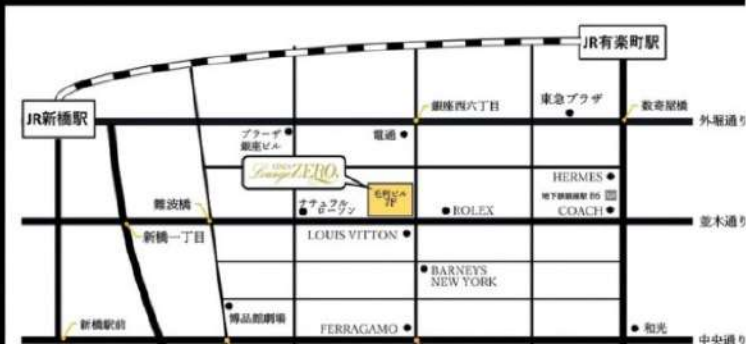 JR有楽町駅
JR新橋駅
銀座西六丁目
東急プラザ
数寄屋橋
外堀通り
プラーザ
銀座ビル
電通
Lounge ZERO
毛利ビル
7F
HERMES
地下鉄銀座駅 B5
COACH
難波橋
ナチュラル
ローソン
ROLEX
並木通り
新橋一丁目
LOUIS VITTON
BARNEYS
NEW YORK
博品館劇場
新橋駅前
FERRAGAMO
和光
中央通り